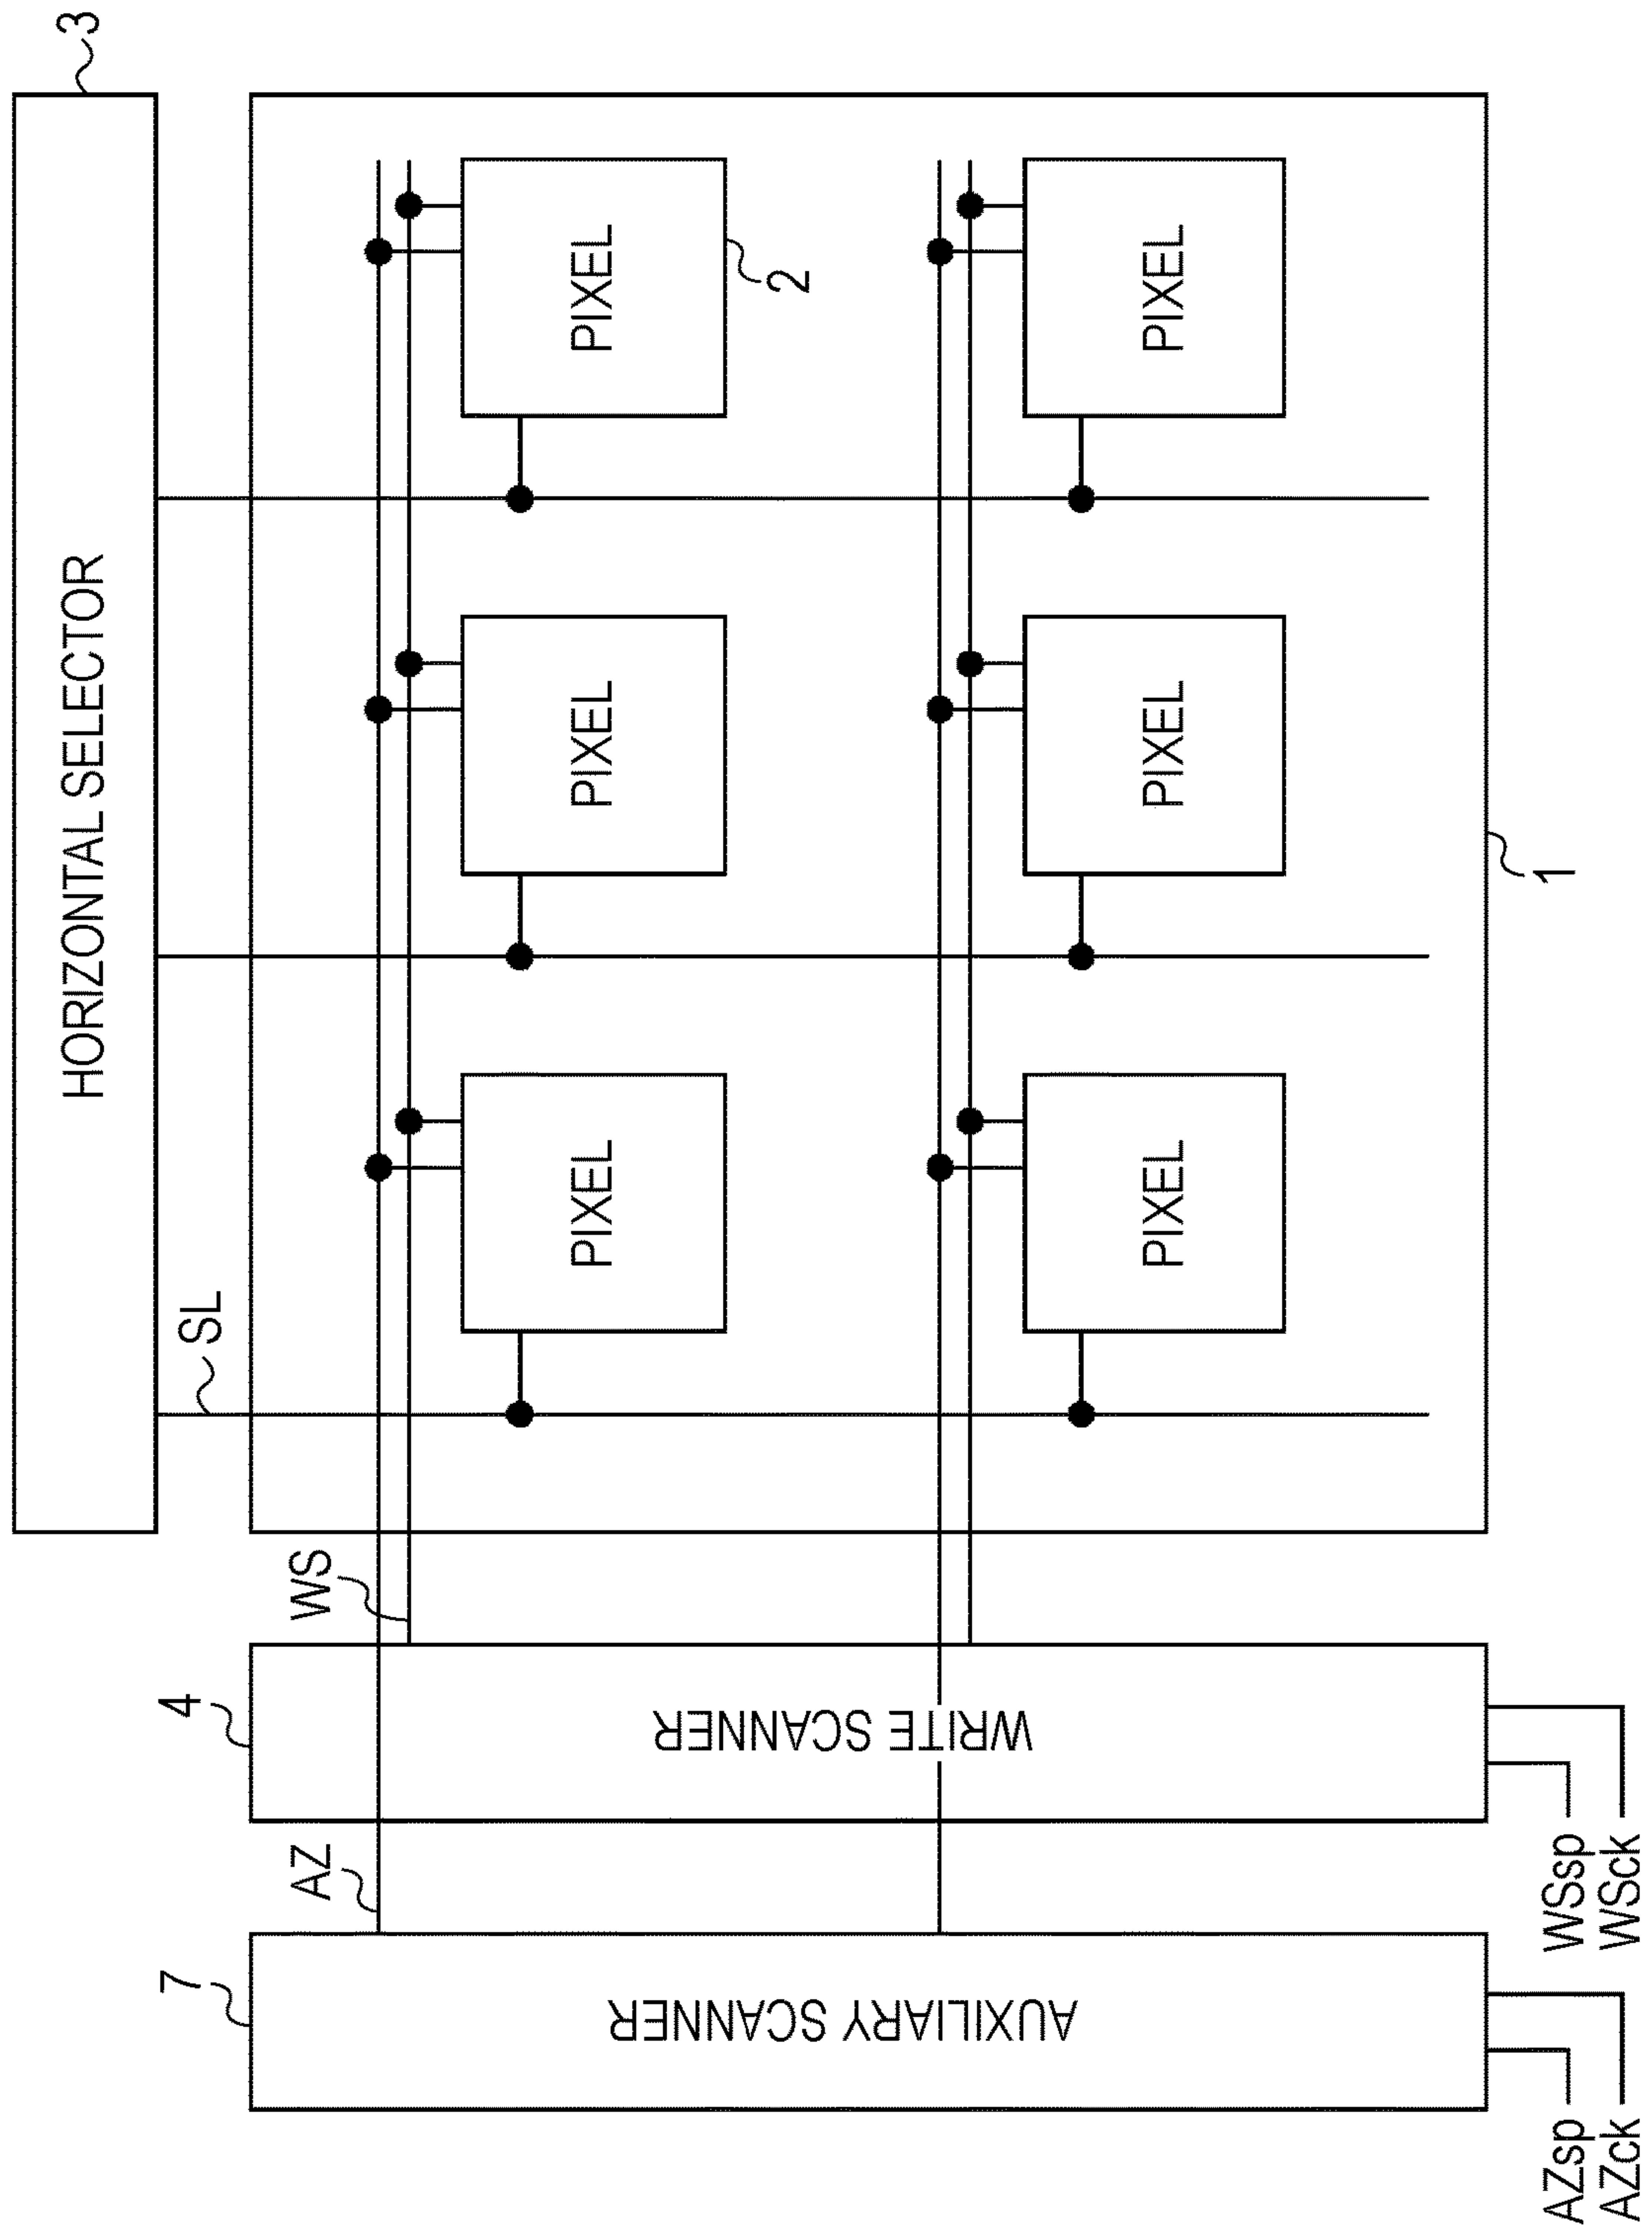 HORIZONTAL SELECTOR
3
SL
7
AZ
4
WS
AUXILIARY SCANNER
WRITE SCANNER
PIXEL
PIXEL
PIXEL
2
PIXEL
PIXEL
PIXEL
1
AZsp
AZck
WSsp
WSck